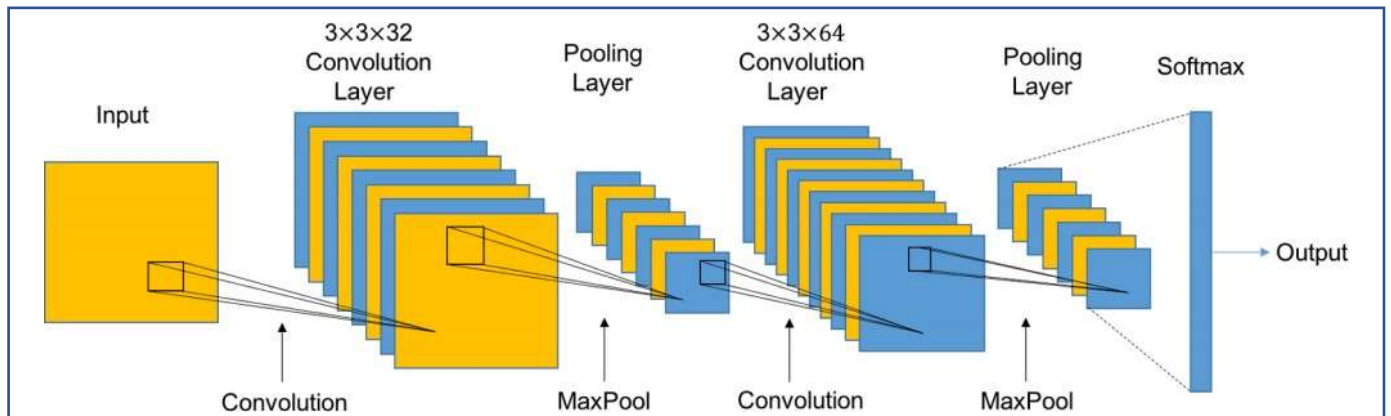 Input
3×3×32
Convolution
Layer
Pooling
Layer
3×3×64
Convolution
Layer
Pooling
Layer
Softmax
Output
Convolution
MaxPool
Convolution
MaxPool